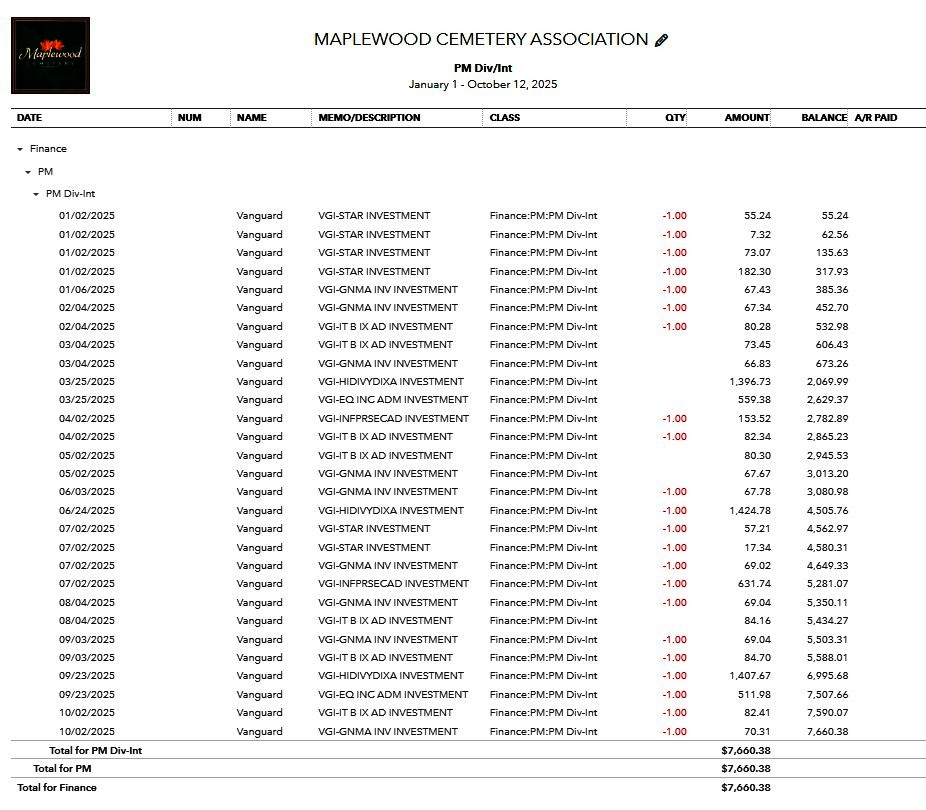 Maplewood
CEMETERY
MAPLEWOOD CEMETERY ASSOCIATION
PM Div/Int
January 1 - October 12, 2025
DATE NUM NAME MEMO/DESCRIPTION CLASS QTY AMOUNT BALANCE A/R PAID
Finance
PM
PM Div-Int
01/02/2025 Vanguard VGI-STAR INVESTMENT Finance:PM:PM Div-Int -1.00 55.24 55.24
01/02/2025 Vanguard VGI-STAR INVESTMENT Finance:PM:PM Div-Int -1.00 7.32 62.56
01/02/2025 Vanguard VGI-STAR INVESTMENT Finance:PM:PM Div-Int -1.00 73.07 135.63
01/02/2025 Vanguard VGI-STAR INVESTMENT Finance:PM:PM Div-Int -1.00 182.30 317.93
01/06/2025 Vanguard VGI-GNMA INV INVESTMENT Finance:PM:PM Div-Int -1.00 67.43 385.36
02/04/2025 Vanguard VGI-GNMA INV INVESTMENT Finance:PM:PM Div-Int -1.00 67.34 452.70
02/04/2025 Vanguard VGI-IT B IX AD INVESTMENT Finance:PM:PM Div-Int -1.00 80.28 532.98
03/04/2025 Vanguard VGI-IT B IX AD INVESTMENT Finance:PM:PM Div-Int 73.45 606.43
03/04/2025 Vanguard VGI-GNMA INV INVESTMENT Finance:PM:PM Div-Int 66.83 673.26
03/25/2025 Vanguard VGI-HIDIVYDIXA INVESTMENT Finance:PM:PM Div-Int 1,396.73 2,069.99
03/25/2025 Vanguard VGI-EQ INC ADM INVESTMENT Finance:PM:PM Div-Int 559.38 2,629.37
04/02/2025 Vanguard VGI-INFPRSECAD INVESTMENT Finance:PM:PM Div-Int -1.00 153.52 2,782.89
04/02/2025 Vanguard VGI-IT B IX AD INVESTMENT Finance:PM:PM Div-Int -1.00 82.34 2,865.23
05/02/2025 Vanguard VGI-IT B IX AD INVESTMENT Finance:PM:PM Div-Int 80.30 2,945.53
05/02/2025 Vanguard VGI-GNMA INV INVESTMENT Finance:PM:PM Div-Int 67.67 3,013.20
06/03/2025 Vanguard VGI-GNMA INV INVESTMENT Finance:PM:PM Div-Int -1.00 67.78 3,080.98
06/24/2025 Vanguard VGI-HIDIVYDIXA INVESTMENT Finance:PM:PM Div-Int -1.00 1,424.78 4,505.76
07/02/2025 Vanguard VGI-STAR INVESTMENT Finance:PM:PM Div-Int -1.00 57.21 4,562.97
07/02/2025 Vanguard VGI-STAR INVESTMENT Finance:PM:PM Div-Int -1.00 17.34 4,580.31
07/02/2025 Vanguard VGI-GNMA INV INVESTMENT Finance:PM:PM Div-Int -1.00 69.02 4,649.33
07/02/2025 Vanguard VGI-INFPRSECAD INVESTMENT Finance:PM:PM Div-Int -1.00 631.74 5,281.07
08/04/2025 Vanguard VGI-GNMA INV INVESTMENT Finance:PM:PM Div-Int -1.00 69.04 5,350.11
08/04/2025 Vanguard VGI-IT B IX AD INVESTMENT Finance:PM:PM Div-Int 84.16 5,434.27
09/03/2025 Vanguard VGI-GNMA INV INVESTMENT Finance:PM:PM Div-Int -1.00 69.04 5,503.31
09/03/2025 Vanguard VGI-IT B IX AD INVESTMENT Finance:PM:PM Div-Int -1.00 84.70 5,588.01
09/23/2025 Vanguard VGI-HIDIVYDIXA INVESTMENT Finance:PM:PM Div-Int -1.00 1,407.67 6,995.68
09/23/2025 Vanguard VGI-EQ INC ADM INVESTMENT Finance:PM:PM Div-Int -1.00 511.98 7,507.66
10/02/2025 Vanguard VGI-IT B IX AD INVESTMENT Finance:PM:PM Div-Int -1.00 82.41 7,590.07
10/02/2025 Vanguard VGI-GNMA INV INVESTMENT Finance:PM:PM Div-Int -1.00 70.31 7,660.38
Total for PM Div-Int $7,660.38
Total for PM $7,660.38
Total for Finance $7,660.38